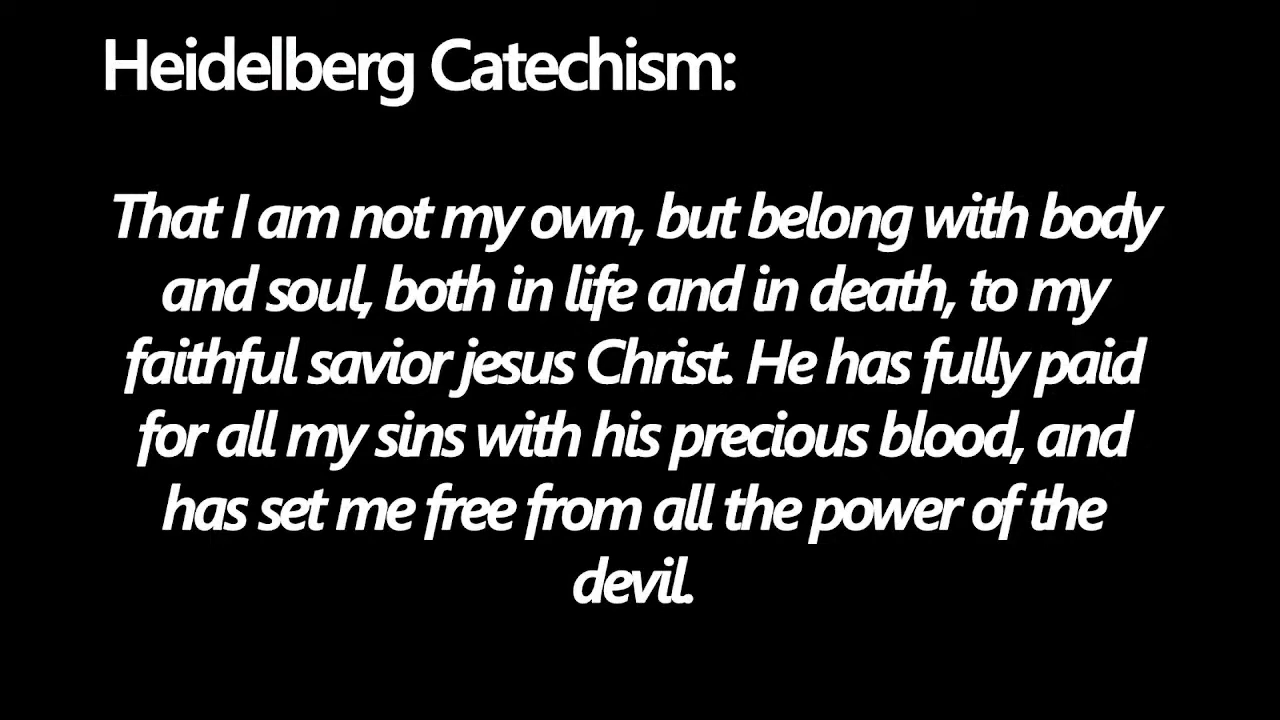 Heidelberg Catechism:
That I am not my own, but belong with body
and soul, both in life and in death, to my
faithful savior jesus Christ. He has fully paid
for all my sins with his precious blood, and
has set me free from all the power of the
devil.